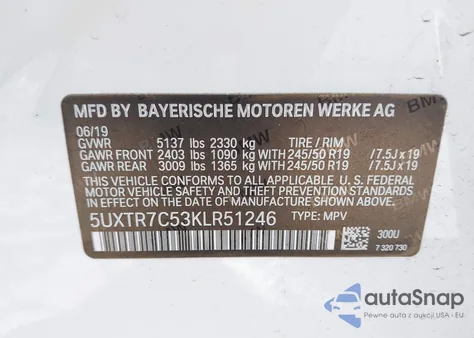 MFD BY BAYERISCHE MOTOREN WERKE AG
06/19
GVWR 5137 lbs 2330 kg TIRE / RIM
GAWR FRONT 2403 lbs 1090 kg WITH 245/50 R19 /7.5J x 19
GAWR REAR 3009 lbs 1365 kg WITH 245/50 R19 /7.5J x 19
THIS VEHICLE CONFORMS TO ALL APPLICABLE U.S. FEDERAL
MOTOR VEHICLE SAFETY, BUMPER, AND THEFT PREVENTION
STANDARDS IN EFFECT ON THE DATE OF MANUFACTURE
SHOWN ABOVE.
5UXTR7C53KLR51246 TYPE: MPV
300U
7 320 730
BMW
autoSnap
Pewne auta z USA i EU.